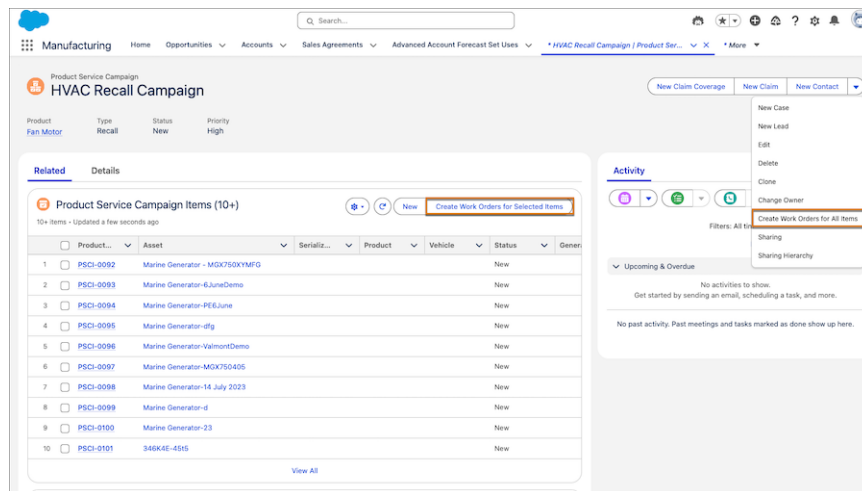 Search...
Manufacturing Home Opportunities Accounts Sales Agreements Advanced Account Forecast Set Uses * HVAC Recall Campaign | Product Ser... * More
Product Service Campaign
HVAC Recall Campaign
New Claim Coverage New Claim New Contact
Product Type Status Priority
Fan Motor Recall New High
New Case
New Lead
Edit
Delete
Clone
Change Owner
Create Work Orders for All Items
Sharing
Sharing Hierarchy
Related Details
Product Service Campaign Items (10+)
New Create Work Orders for Selected Items
10+ items • Updated a few seconds ago
Product... Asset Serializ... Product Vehicle Status Gener
1 PSCI-0092 Marine Generator - MGX750XYMFG New
2 PSCI-0093 Marine Generator-6JuneDemo New
3 PSCI-0094 Marine Generator-PE6June New
4 PSCI-0095 Marine Generator-dfg New
5 PSCI-0096 Marine Generator-ValmontDemo New
6 PSCI-0097 Marine Generator-MGX750405 New
7 PSCI-0098 Marine Generator-14 July 2023 New
8 PSCI-0099 Marine Generator-d New
9 PSCI-0100 Marine Generator-23 New
10 PSCI-0101 346K4E-45t5 New
View All
Activity
Filters: All tin
Upcoming & Overdue
No activities to show.
Get started by sending an email, scheduling a task, and more.
No past activity. Past meetings and tasks marked as done show up here.